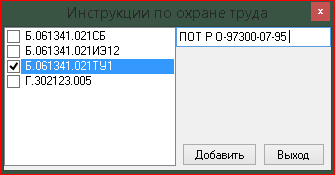 Инструкции по охране труда
x
Б.061341.021СБ
ПОТ Р О-97300-07-95
Б.061341.021ИЭ12
Б.061341.021ТУ1
Г.302123.005
Добавить
Выход